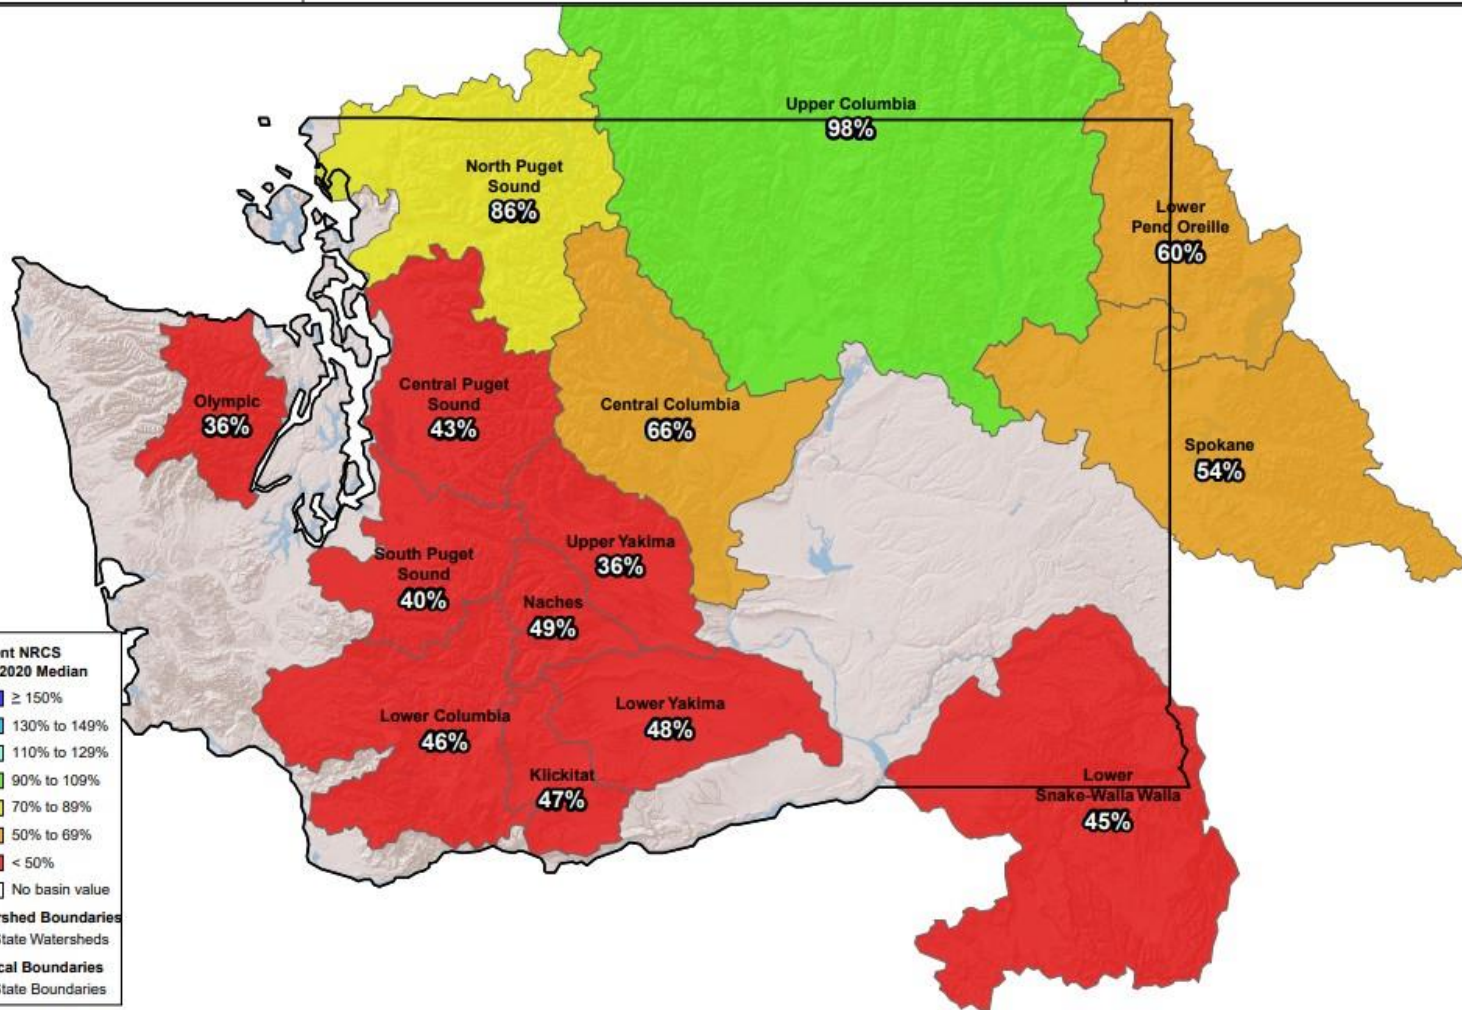 Upper Columbia
98%
North Puget
Sound
86%
Lower
Pend Oreille
60%
Olympic
36%
Central Puget
Sound
43%
Central Columbia
66%
Spokane
54%
South Puget
Sound
40%
Upper Yakima
36%
Naches
49%
Lower Columbia
46%
Lower Yakima
48%
Klickitat
47%
Lower
Snake-Walla Walla
45%
nt NRCS
2020 Median
≥ 150%
130% to 149%
110% to 129%
90% to 109%
70% to 89%
50% to 69%
< 50%
No basin value
rshed Boundaries
State Watersheds
cal Boundaries
State Boundaries